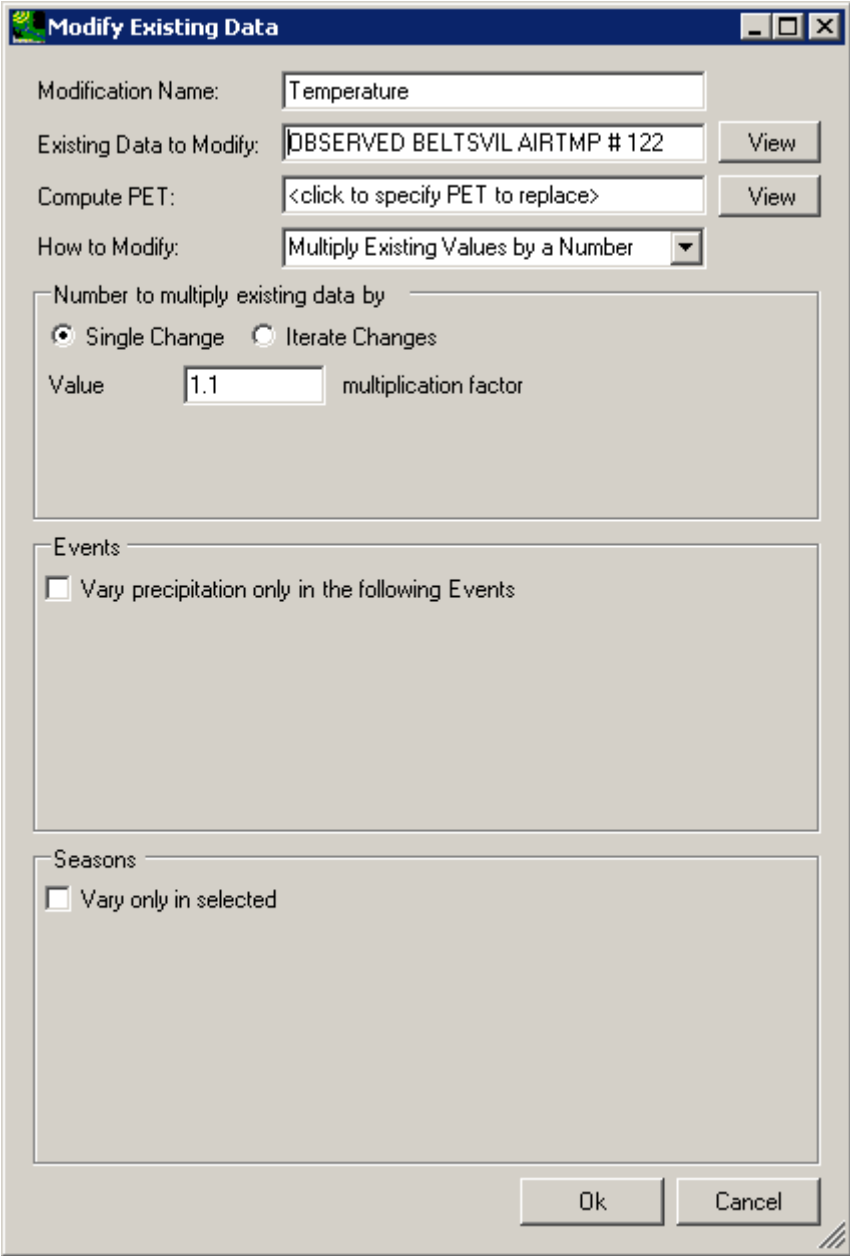 Modify Existing Data
Modification Name: Temperature
Existing Data to Modify: OBSERVED BELTSVIL AIRTMP # 122 View
Compute PET: <click to specify PET to replace> View
How to Modify: Multiply Existing Values by a Number
Number to multiply existing data by
Single Change Iterate Changes
Value 1.1 multiplication factor
Events
Vary precipitation only in the following Events
Seasons
Vary only in selected
Ok Cancel